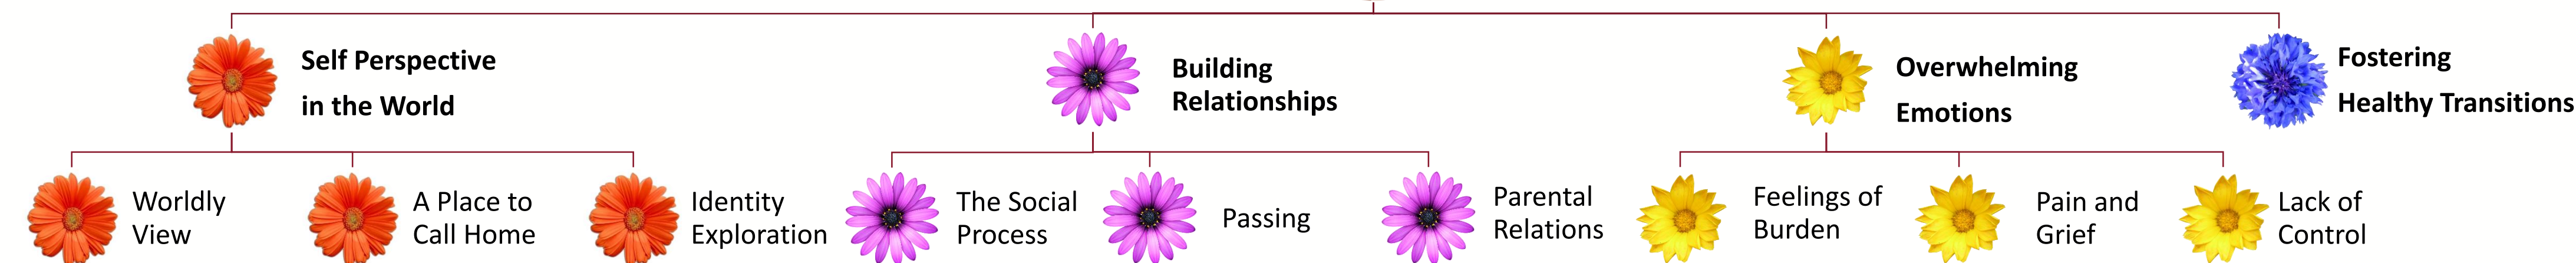 Self Perspective
in the World
Building
Relationships
Overwhelming
Emotions
Fostering
Healthy Transitions
Worldly
View
A Place to
Call Home
Identity
Exploration
The Social
Process
Passing
Parental
Relations
Feelings of
Burden
Pain and
Grief
Lack of
Control